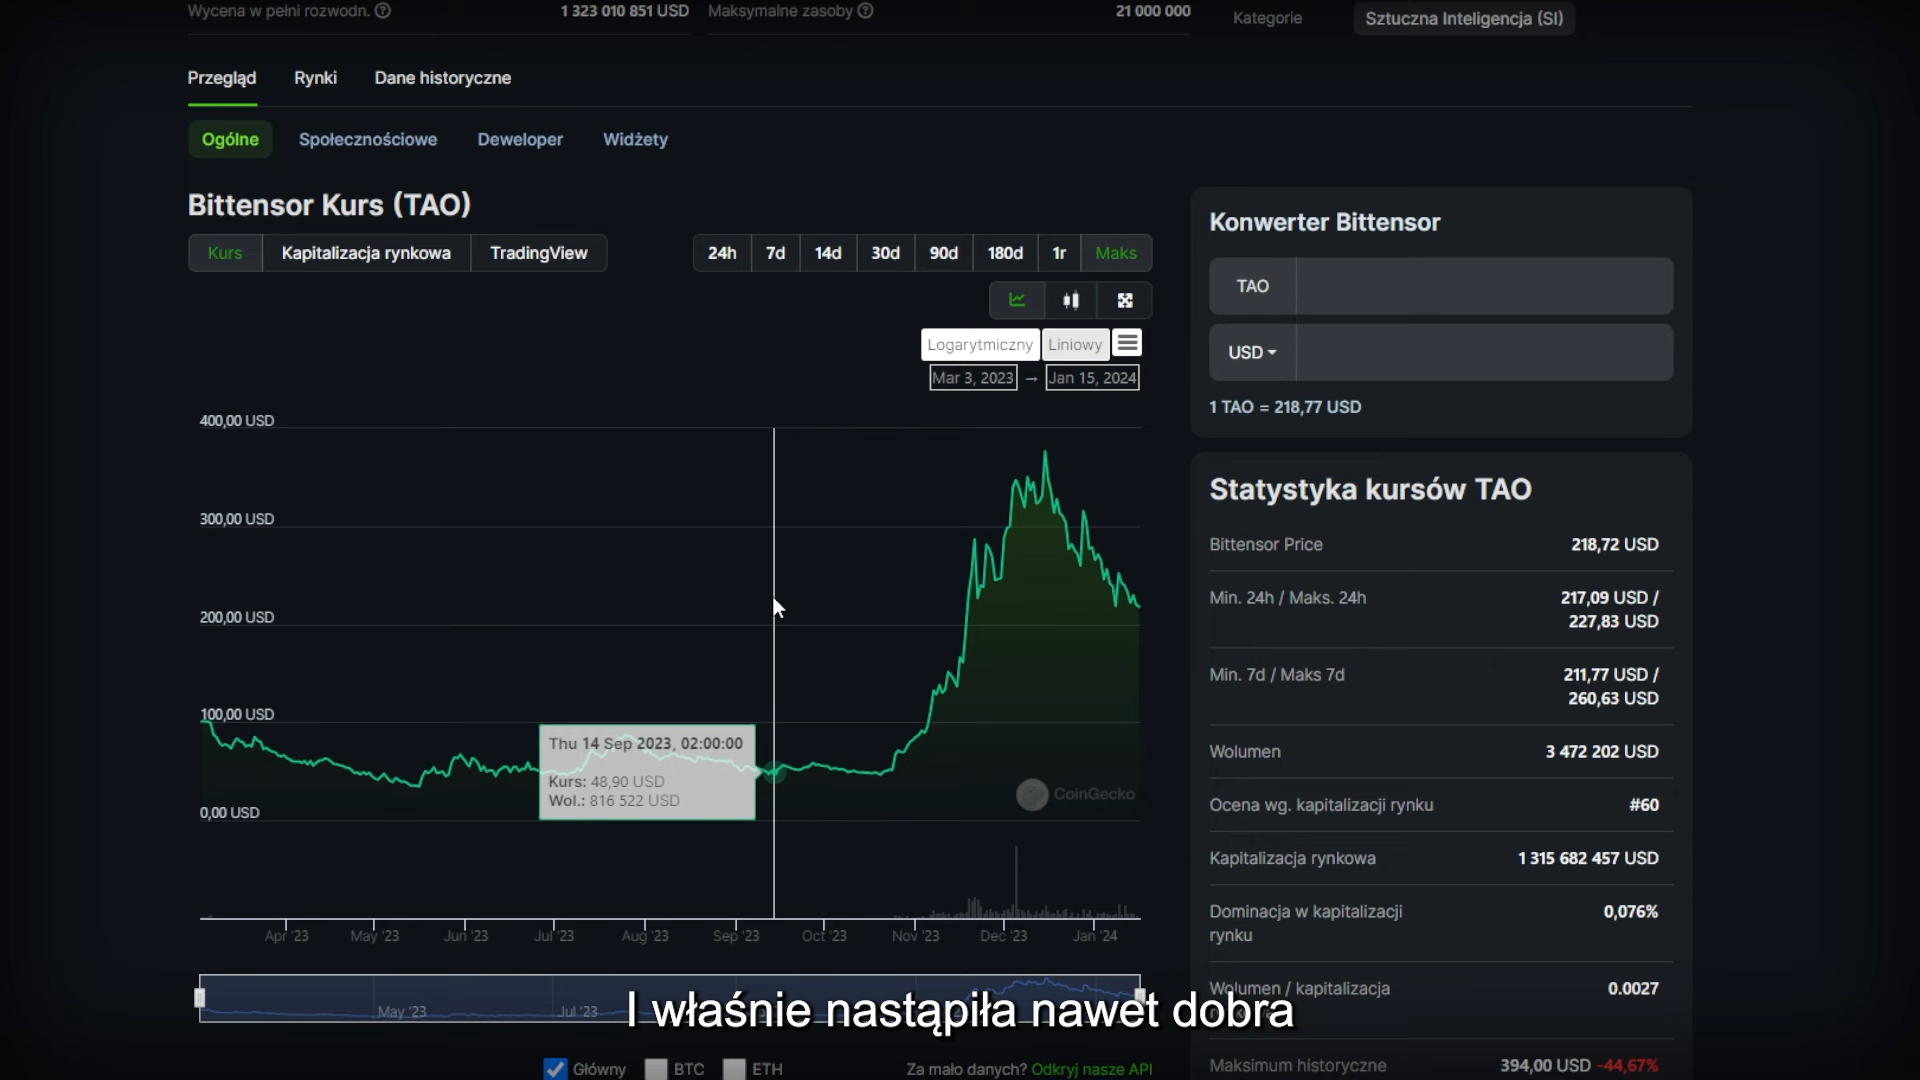 Wycena w pełni rozwodn. 1 323 010 851 USD
Maksymalne zasoby 21 000 000
Kategorie Sztuczna Inteligencja (SI)
Przegląd Rynki Dane historyczne
Ogólne Społecznościowe Deweloper Widżety
Bittensor Kurs (TAO)
Kurs Kapitalizacja rynkowa TradingView
24h 7d 14d 30d 90d 180d 1r Maks
Logarytmiczny Liniowy
Mar 3, 2023 → Jan 15, 2024
400,00 USD
300,00 USD
200,00 USD
100,00 USD
0,00 USD
Thu 14 Sep 2023, 02:00:00
Kurs: 48,90 USD
Wol.: 816 522 USD
CoinGecko
Apr '23 May '23 Jun '23 Jul '23 Aug '23 Sep '23 Oct '23 Nov '23 Dec '23 Jan '24
May '23 Jul '23
I właśnie nastąpiła nawet dobra
Główny BTC ETH
Za mało danych? Odkryj nasze API
Konwerter Bittensor
TAO
USD
1 TAO = 218,77 USD
Statystyka kursów TAO
Bittensor Price 218,72 USD
Min. 24h / Maks. 24h 217,09 USD /
227,83 USD
Min. 7d / Maks 7d 211,77 USD /
260,63 USD
Wolumen 3 472 202 USD
Ocena wg. kapitalizacji rynku #60
Kapitalizacja rynkowa 1 315 682 457 USD
Dominacja w kapitalizacji 0,076%
rynku
Wolumen / kapitalizacja 0.0027
Maksimum historyczne 394,00 USD -44,67%